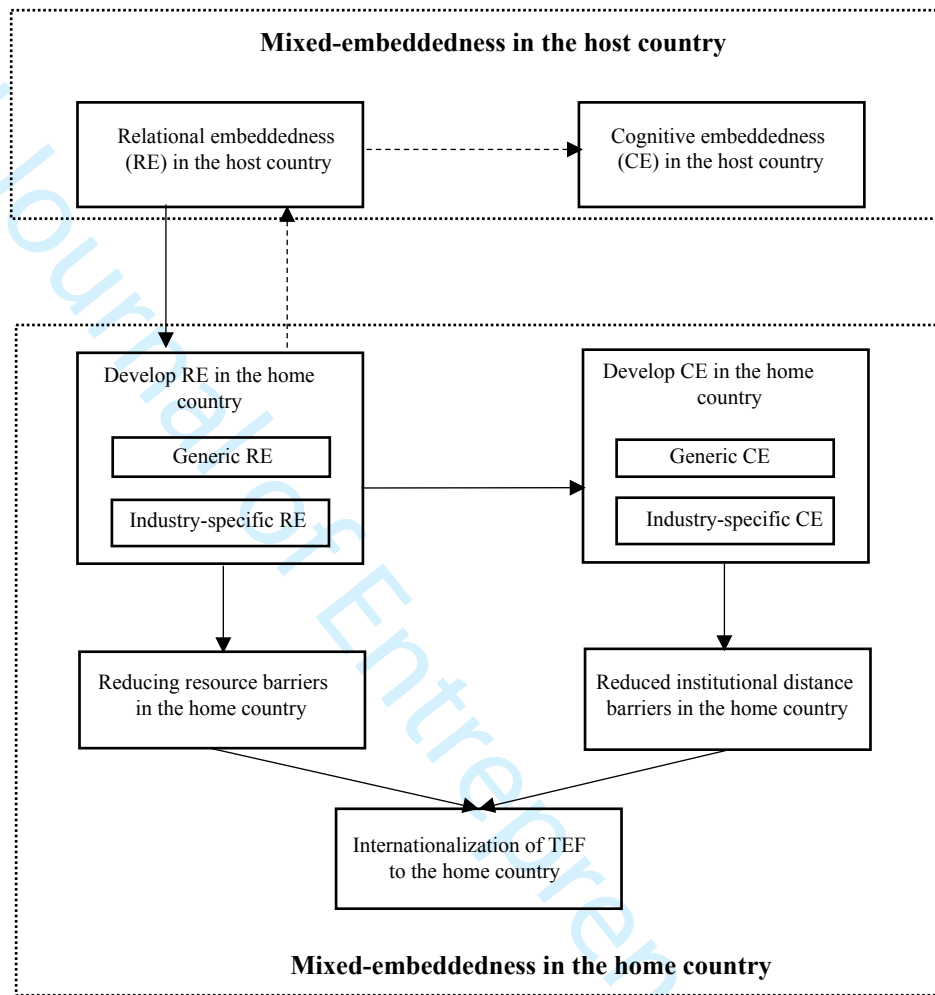 Mixed-embeddedness in the host country
Relational embeddedness
(RE) in the host country
Cognitive embeddedness
(CE) in the host country
Develop RE in the home
country
Generic RE
Industry-specific RE
Develop CE in the home
country
Generic CE
Industry-specific CE
Reducing resource barriers
in the home country
Reduced institutional distance
barriers in the home country
Internationalization of TEF
to the home country
Mixed-embeddedness in the home country
Journal of Entrepren